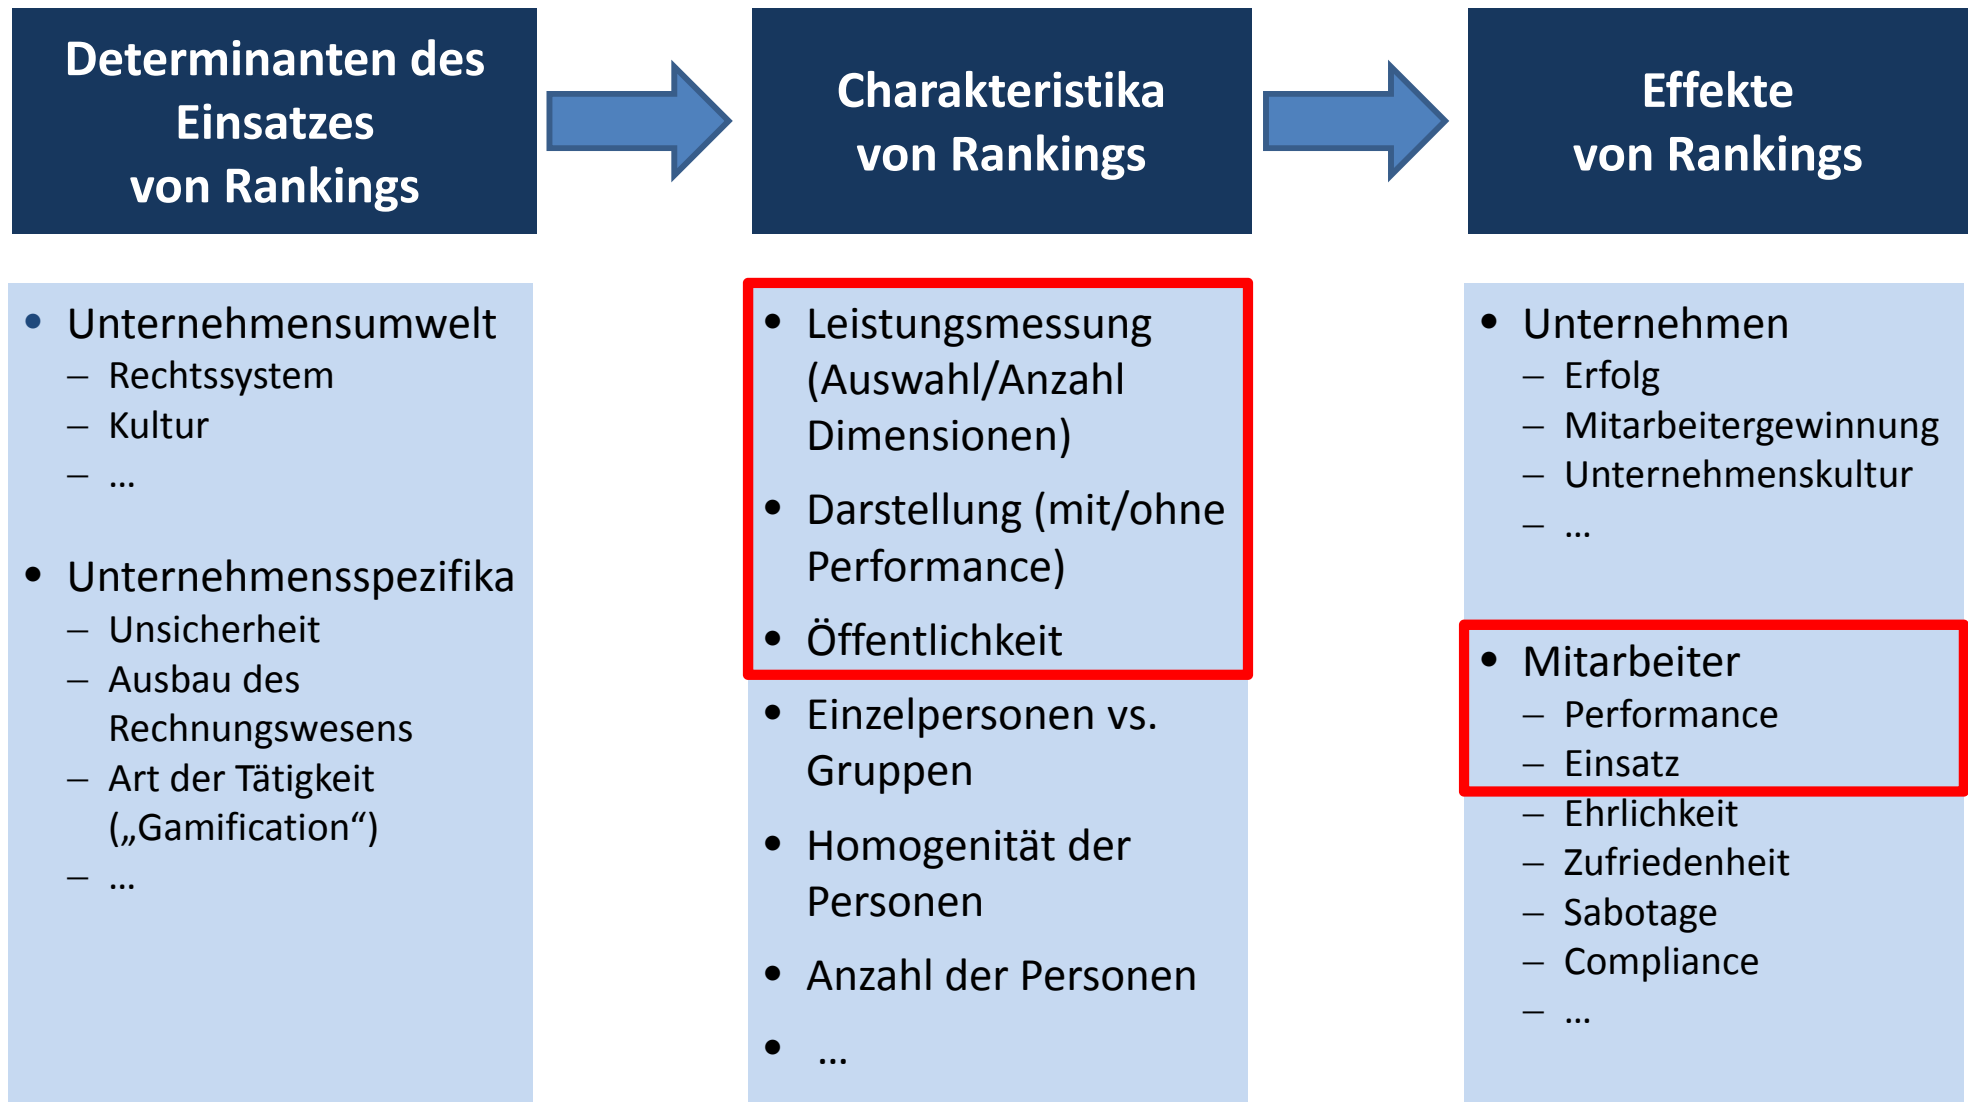 Determinanten des
Einsatzes
von Rankings
Charakteristika
von Rankings
Effekte
von Rankings
• Unternehmensumwelt
– Rechtssystem
– Kultur
– …
• Unternehmensspezifika
– Unsicherheit
– Ausbau des
Rechnungswesens
– Art der Tätigkeit
(„Gamification“)
– …
• Leistungsmessung
(Auswahl/Anzahl
Dimensionen)
• Darstellung (mit/ohne
Performance)
• Öffentlichkeit
• Einzelpersonen vs.
Gruppen
• Homogenität der
Personen
• Anzahl der Personen
• …
• Unternehmen
– Erfolg
– Mitarbeitergewinnung
– Unternehmenskultur
– …
• Mitarbeiter
– Performance
– Einsatz
– Ehrlichkeit
– Zufriedenheit
– Sabotage
– Compliance
– …